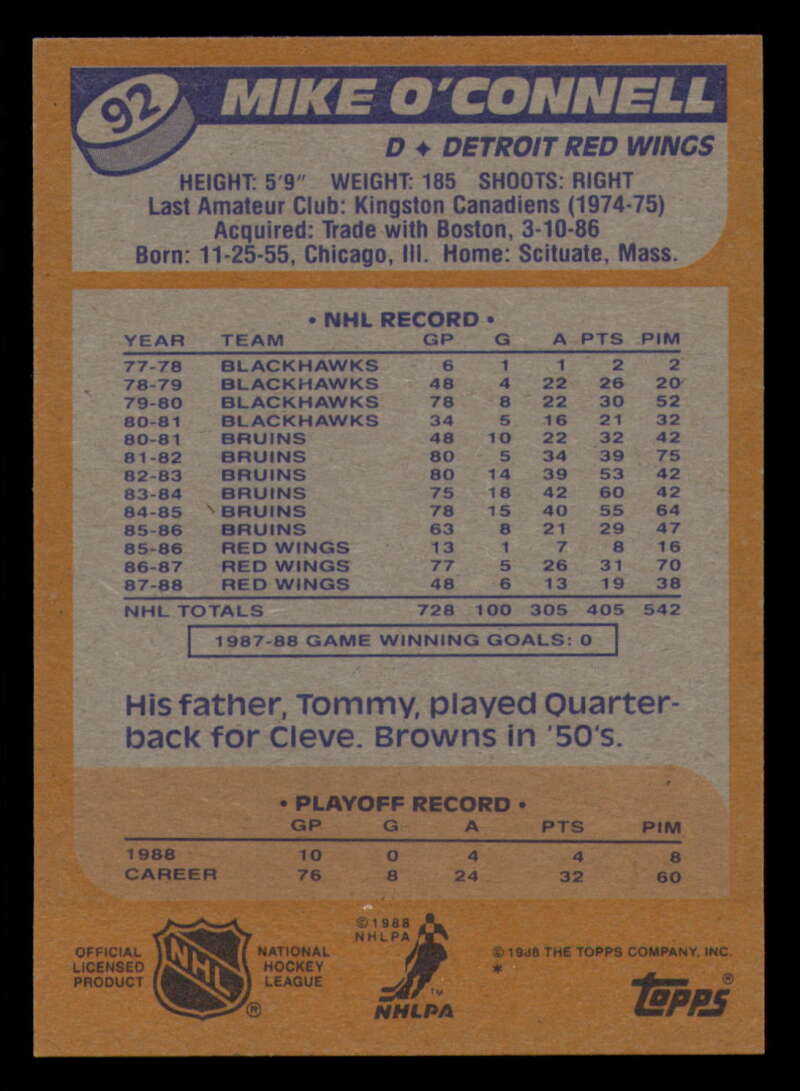 92
MIKE O'CONNELL
D ✦ DETROIT RED WINGS
HEIGHT: 5'9" WEIGHT: 185 SHOOTS: RIGHT
Last Amateur Club: Kingston Canadiens (1974-75)
Acquired: Trade with Boston, 3-10-86
Born: 11-25-55, Chicago, Ill. Home: Scituate, Mass.
• NHL RECORD •
YEAR TEAM GP G A PTS PIM
77-78 BLACKHAWKS 6 1 1 2 2
78-79 BLACKHAWKS 48 4 22 26 20
79-80 BLACKHAWKS 78 8 22 30 52
80-81 BLACKHAWKS 34 5 16 21 32
80-81 BRUINS 48 10 22 32 42
81-82 BRUINS 80 5 34 39 75
82-83 BRUINS 80 14 39 53 42
83-84 BRUINS 75 18 42 60 42
84-85 BRUINS 78 15 40 55 64
85-86 BRUINS 63 8 21 29 47
85-86 RED WINGS 13 1 7 8 16
86-87 RED WINGS 77 5 26 31 70
87-88 RED WINGS 48 6 13 19 38
NHL TOTALS 728 100 305 405 542
1987-88 GAME WINNING GOALS: 0
His father, Tommy, played Quarter-
back for Cleve. Browns in '50's.
• PLAYOFF RECORD •
GP G A PTS PIM
1988 10 0 4 4 8
CAREER 76 8 24 32 60
OFFICIAL
LICENSED
PRODUCT
NHL ®
NATIONAL
HOCKEY
LEAGUE
©1988
NHLPA
TM
NHLPA
©1988 THE TOPPS COMPANY, INC.
*
topps®